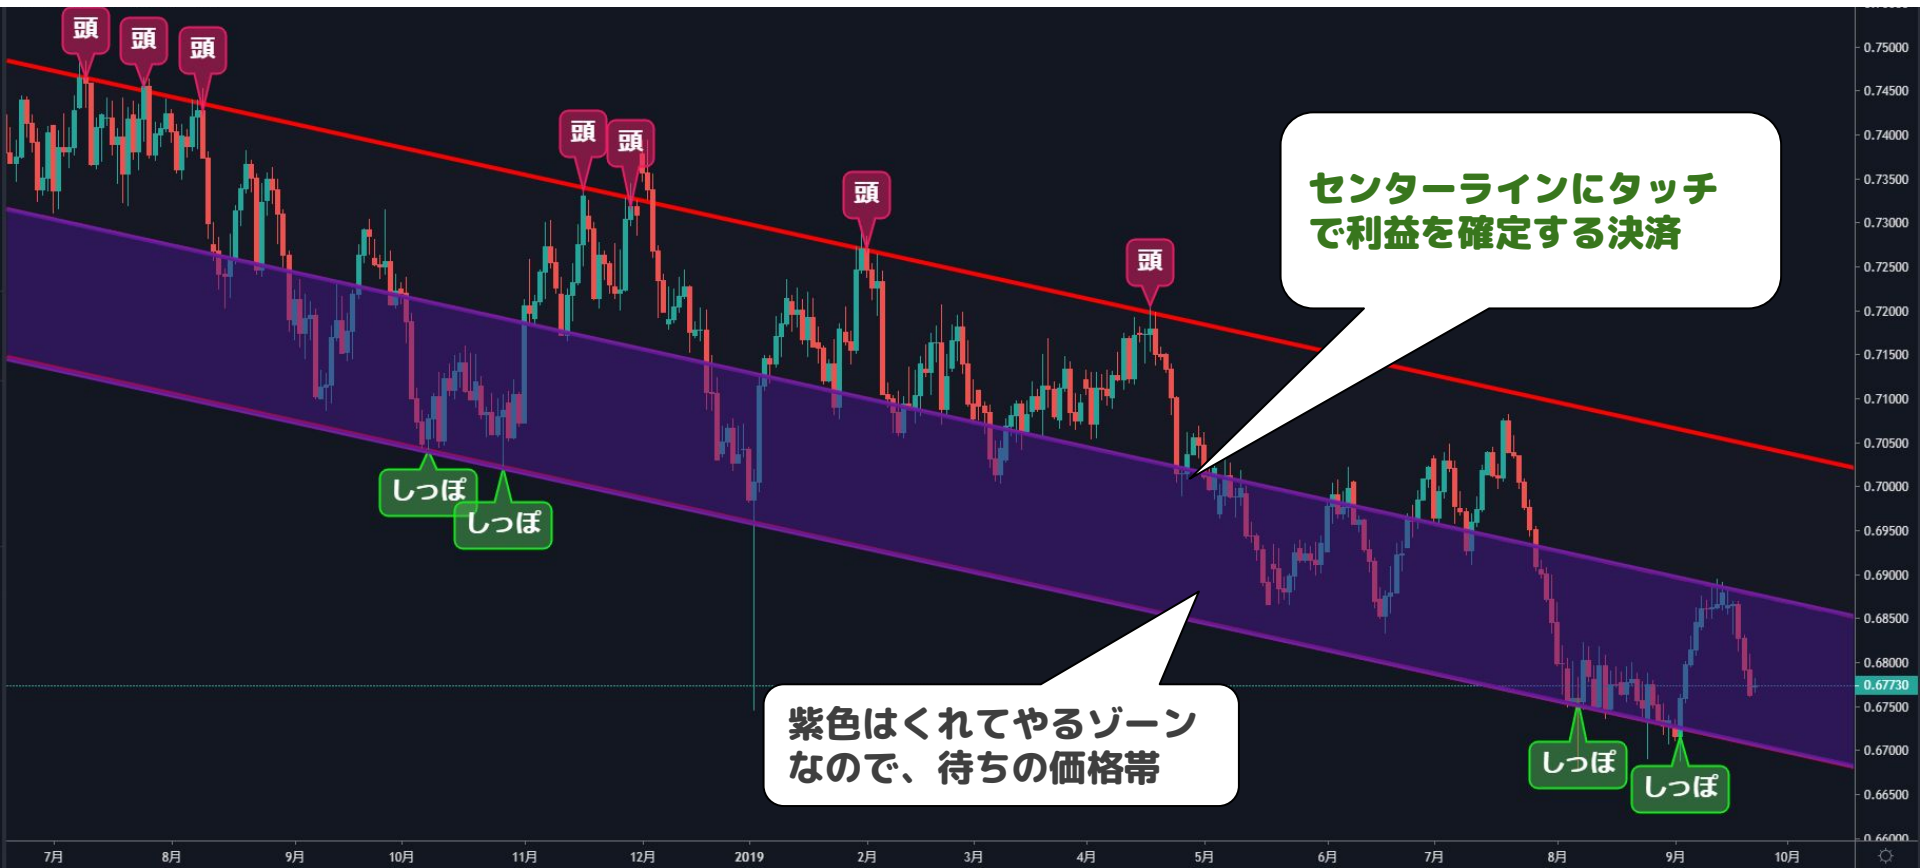 頭
頭
頭
頭
頭
頭
頭
センターラインにタッチ
で利益を確定する決済
しっぽ
しっぽ
紫色はくれてやるゾーン
なので、待ちの価格帯
しっぽ
しっぽ
0.75000
0.74500
0.74000
0.73500
0.73000
0.72500
0.72000
0.71500
0.71000
0.70500
0.70000
0.69500
0.69000
0.68500
0.68000
0.67730
0.67500
0.67000
0.66500
0.66000
7月 8月 9月 10月 11月 12月 2019 2月 3月 4月 5月 6月 7月 8月 9月 10月